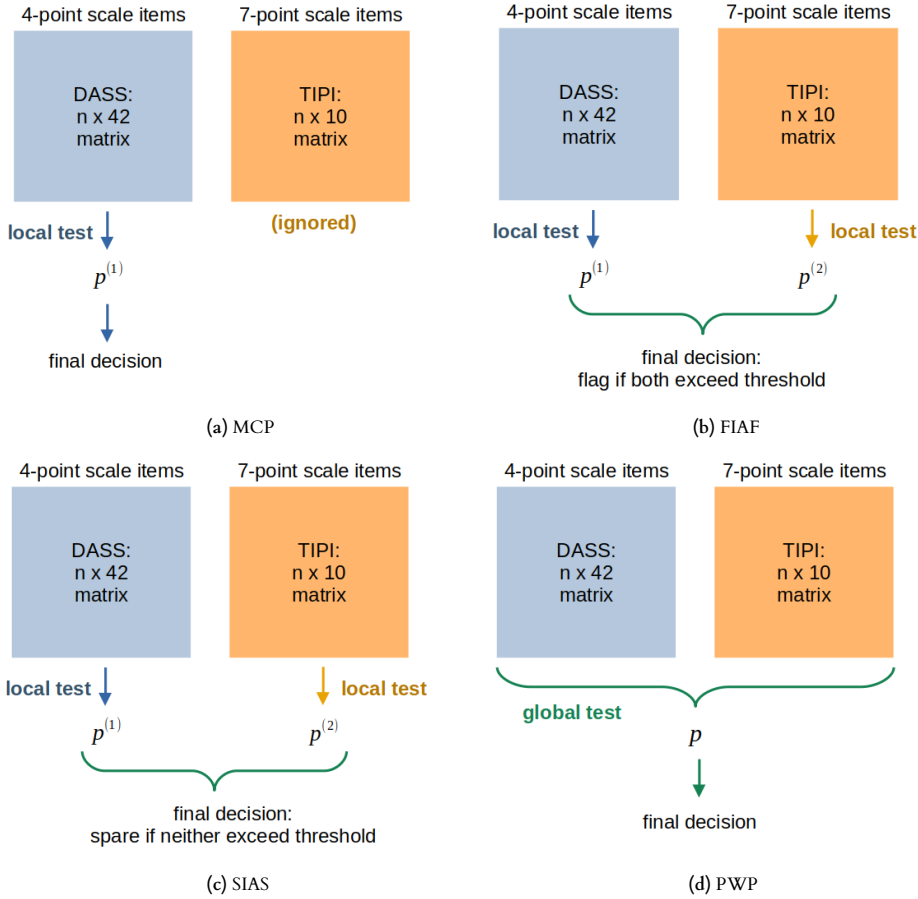 4-point scale items
7-point scale items
DASS:
n x 42
matrix
TIPI:
n x 10
matrix
local test
(ignored)
p^(1)
final decision
(a) MCP
4-point scale items
7-point scale items
DASS:
n x 42
matrix
TIPI:
n x 10
matrix
local test
local test
p^(1)
p^(2)
final decision:
flag if both exceed threshold
(b) FIAF
4-point scale items
7-point scale items
DASS:
n x 42
matrix
TIPI:
n x 10
matrix
local test
local test
p^(1)
p^(2)
final decision:
spare if neither exceed threshold
(c) SIAS
4-point scale items
7-point scale items
DASS:
n x 42
matrix
TIPI:
n x 10
matrix
global test
p
final decision
(d) PWP